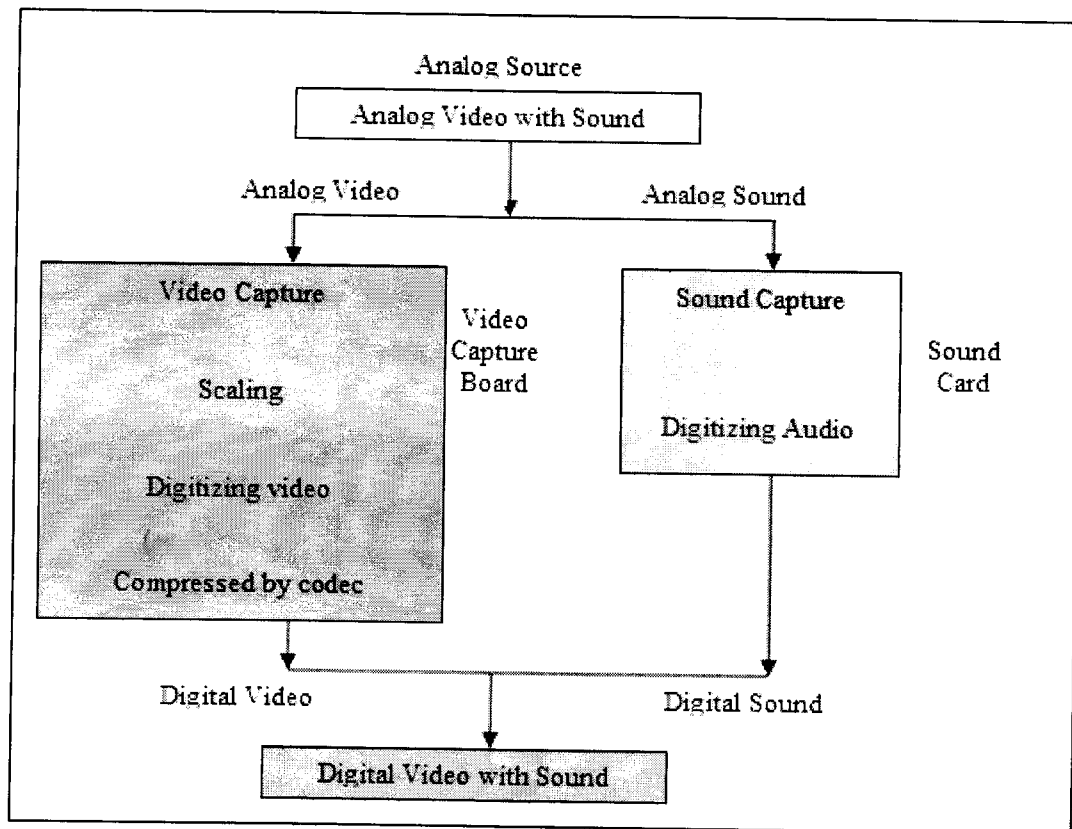 Analog Source
Analog Video with Sound
Analog Video
Analog Sound
Video Capture
Scaling
Digitizing video
Compressed by codec
Video
Capture
Board
Sound Capture
Digitizing Audio
Sound
Card
Digital Video
Digital Sound
Digital Video with Sound